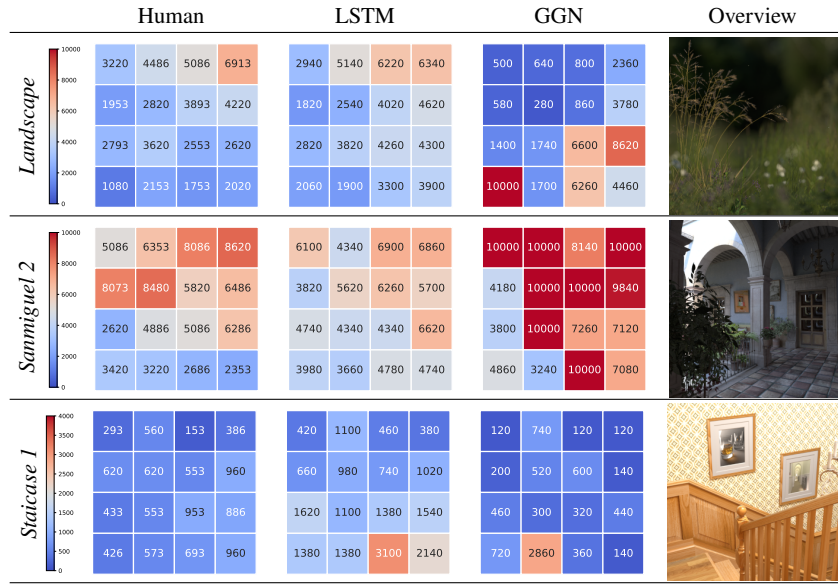 Human LSTM GGN Overview
Landscape
10000
8000
6000
4000
2000
0
3220 4486 5086 6913
1953 2820 3893 4220
2793 3620 2553 2620
1080 2153 1753 2020
2940 5140 6220 6340
1820 2540 4020 4620
2820 3820 4260 4300
2060 1900 3300 3900
500 640 800 2360
580 280 860 3780
1400 1740 6600 8620
10000 1700 6260 4460
Sanmiguel 2
10000
8000
6000
4000
2000
0
5086 6353 8086 8620
8073 8480 5820 6486
2620 4886 5086 6286
3420 3220 2686 2353
6100 4340 6900 6860
3820 5620 6260 5700
4740 4340 4340 6620
3980 3660 4780 4740
10000 10000 8140 10000
4180 10000 10000 9840
3800 10000 7260 7120
4860 3240 10000 7080
Staicase 1
4000
3500
3000
2500
2000
1500
1000
500
0
293 560 153 386
620 620 553 960
433 553 953 886
426 573 693 960
420 1100 460 380
660 980 740 1020
1620 1100 1380 1540
1380 1380 3100 2140
120 740 120 120
200 520 600 140
460 300 320 440
720 2860 360 140